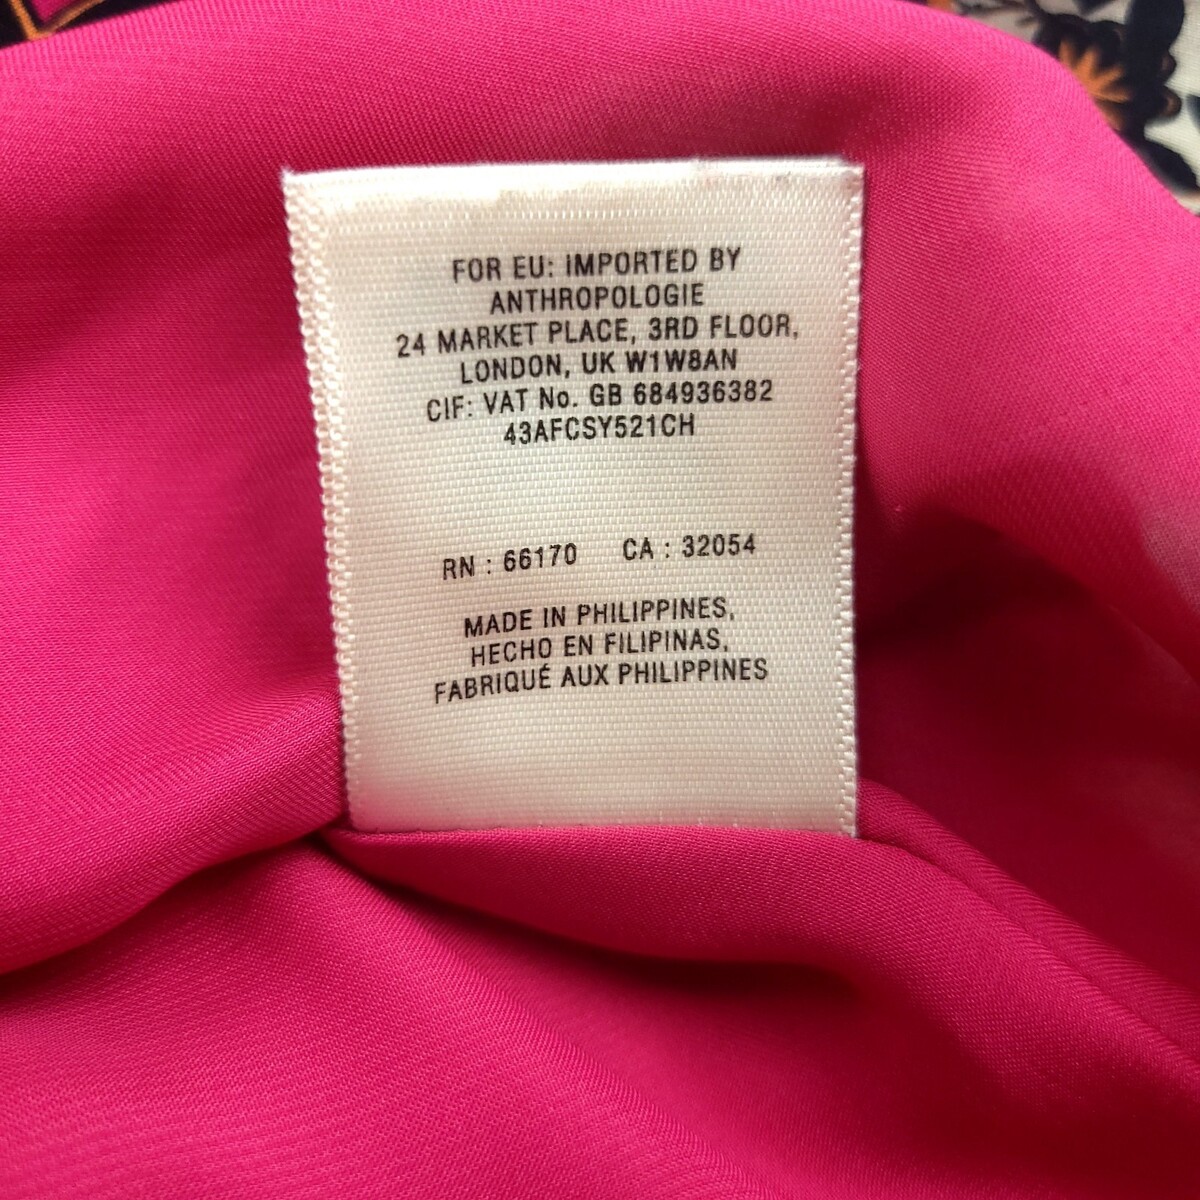 FOR EU: IMPORTED BY
ANTHROPOLOGIE
24 MARKET PLACE, 3RD FLOOR,
LONDON, UK W1W8AN
CIF: VAT No. GB 684936382
43AFCSY521CH
RN : 66170 CA : 32054
MADE IN PHILIPPINES,
HECHO EN FILIPINAS,
FABRIQUÉ AUX PHILIPPINES